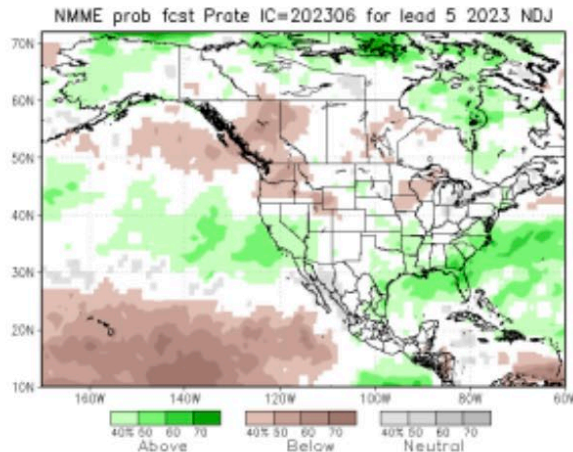 NMME prob fcst Prate IC=202306 for lead 5 2023 NDJ
70N
60N
50N
40N
30N
20N
10N
160W 140W 120W 100W 80W 60W
40% 50 60 70 40% 50 60 70 40% 50 60 70
Above Below Neutral